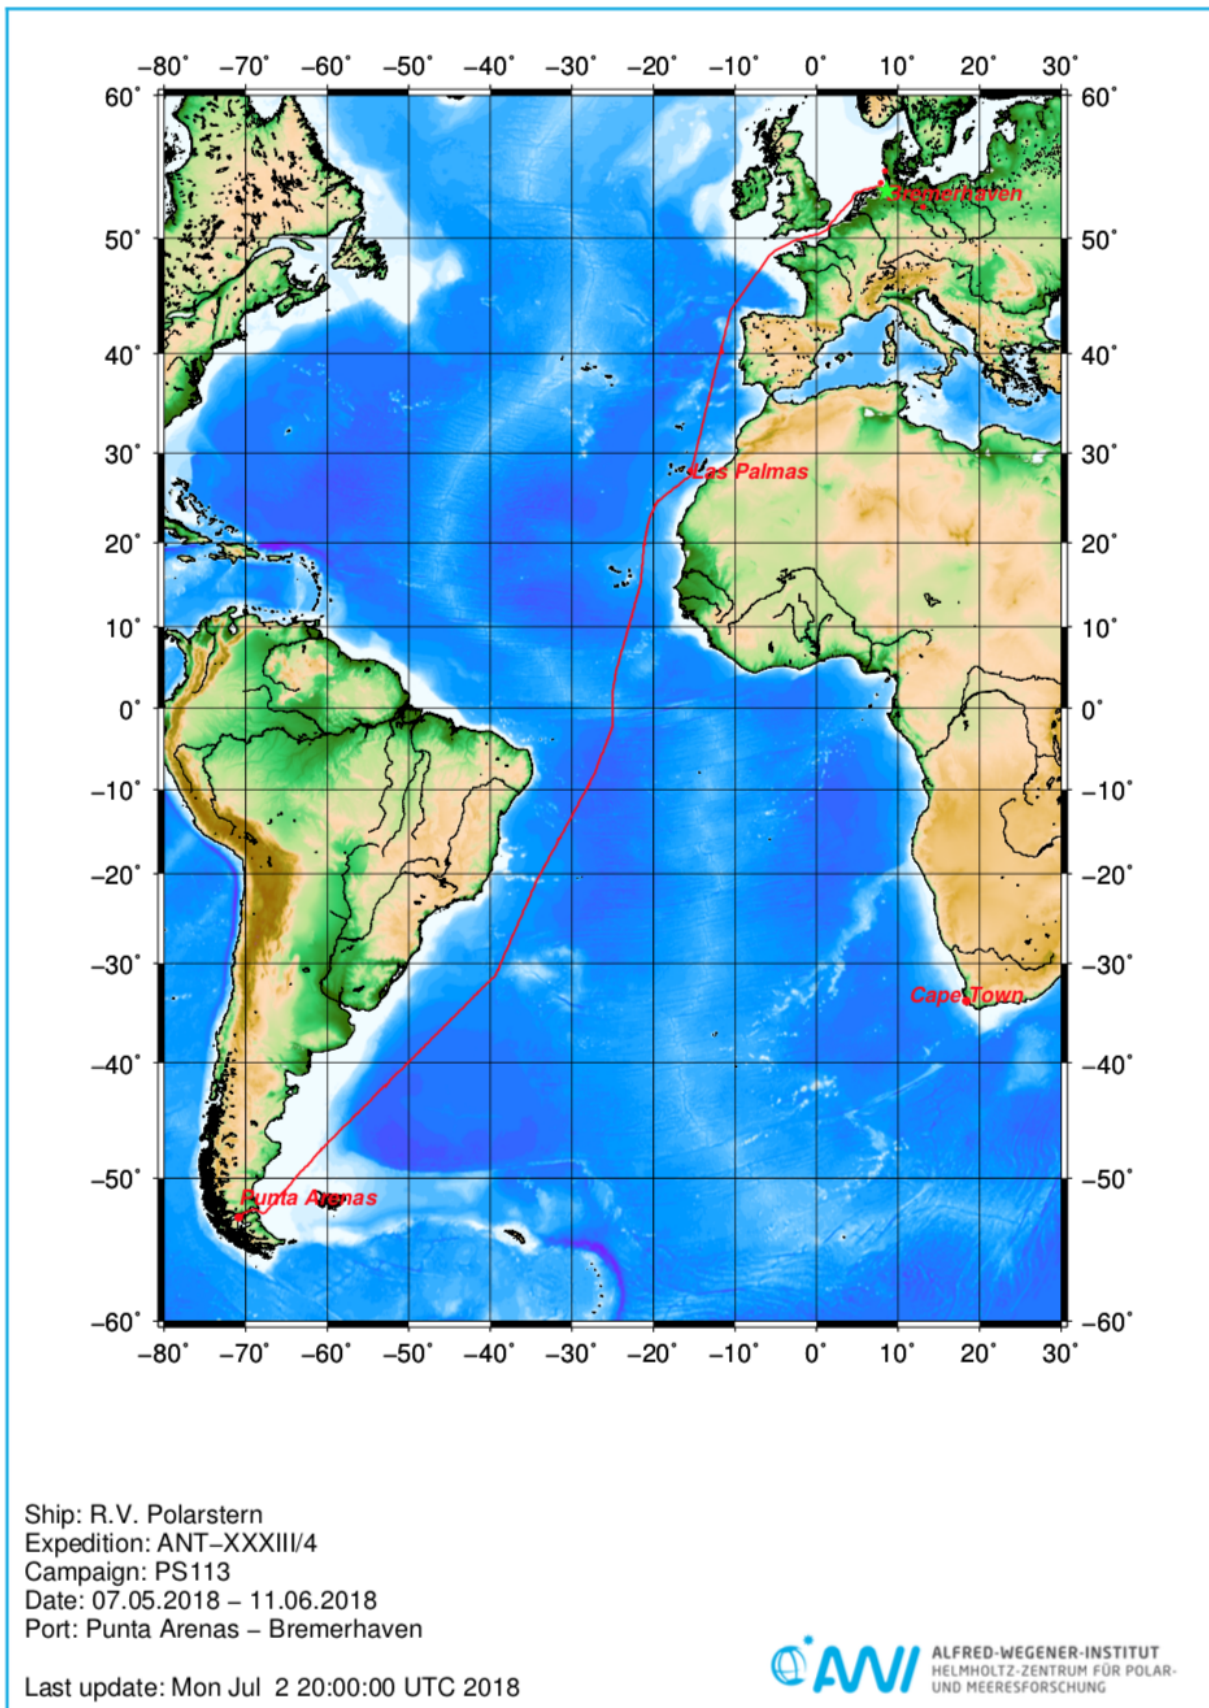 −80° −70° −60° −50° −40° −30° −20° −10° 0° 10° 20° 30°
60° 60°
Bremerhaven
50° 50°
40° 40°
30° 30°
Las Palmas
20° 20°
10° 10°
0° 0°
−10° −10°
−20° −20°
−30° −30°
Cape Town
−40° −40°
−50° −50°
Punta Arenas
−60° −60°
−80° −70° −60° −50° −40° −30° −20° −10° 0° 10° 20° 30°
Ship: R.V. Polarstern
Expedition: ANT−XXXIII/4
Campaign: PS113
Date: 07.05.2018 − 11.06.2018
Port: Punta Arenas − Bremerhaven
Last update: Mon Jul 2 20:00:00 UTC 2018
AWI
ALFRED-WEGENER-INSTITUT
HELMHOLTZ-ZENTRUM FÜR POLAR-
UND MEERESFORSCHUNG